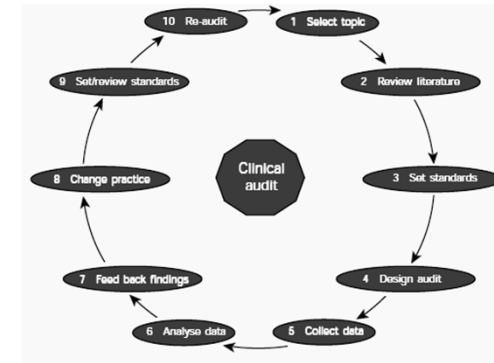 10 Re-audit
1 Select topic
2 Review literature
3 Set standards
4 Design audit
5 Collect data
6 Analyse data
7 Feed back findings
8 Change practice
9 Set/review standards
Clinical
audit